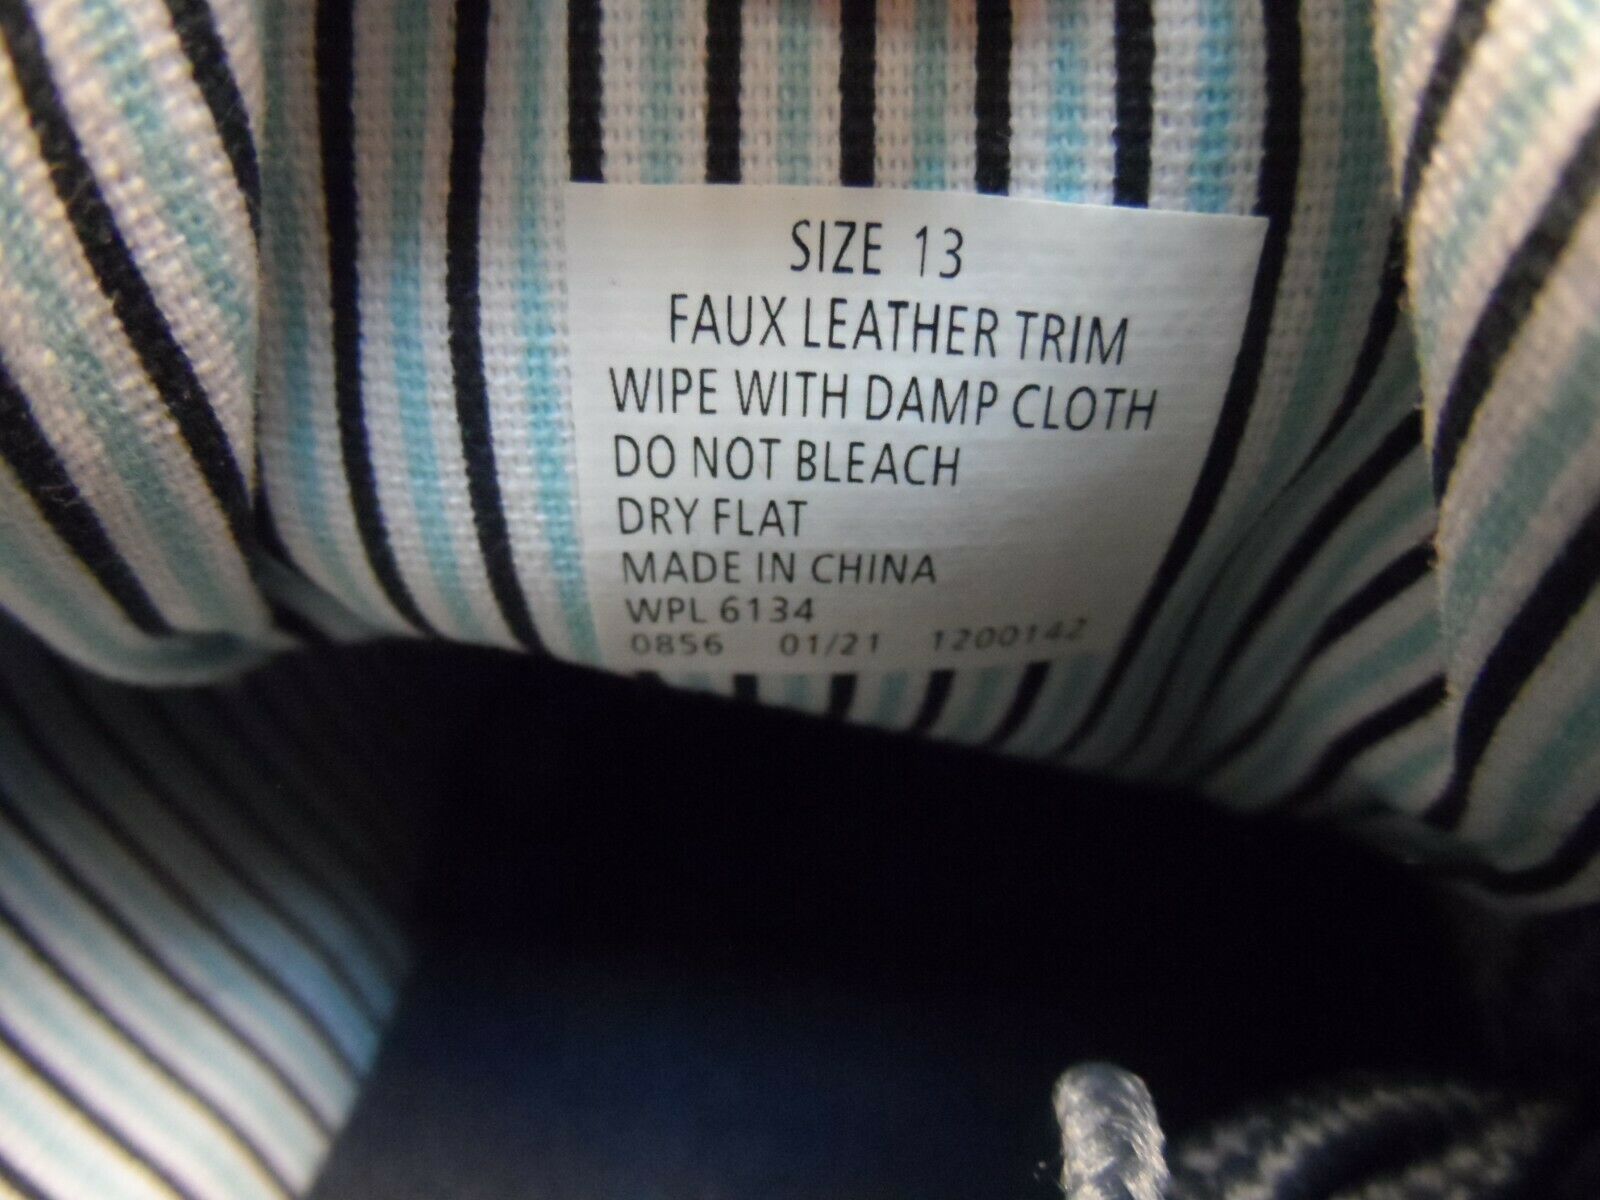 SIZE 13
FAUX LEATHER TRIM
WIPE WITH DAMP CLOTH
DO NOT BLEACH
DRY FLAT
MADE IN CHINA
WPL 6134
0856 01/21 1200142